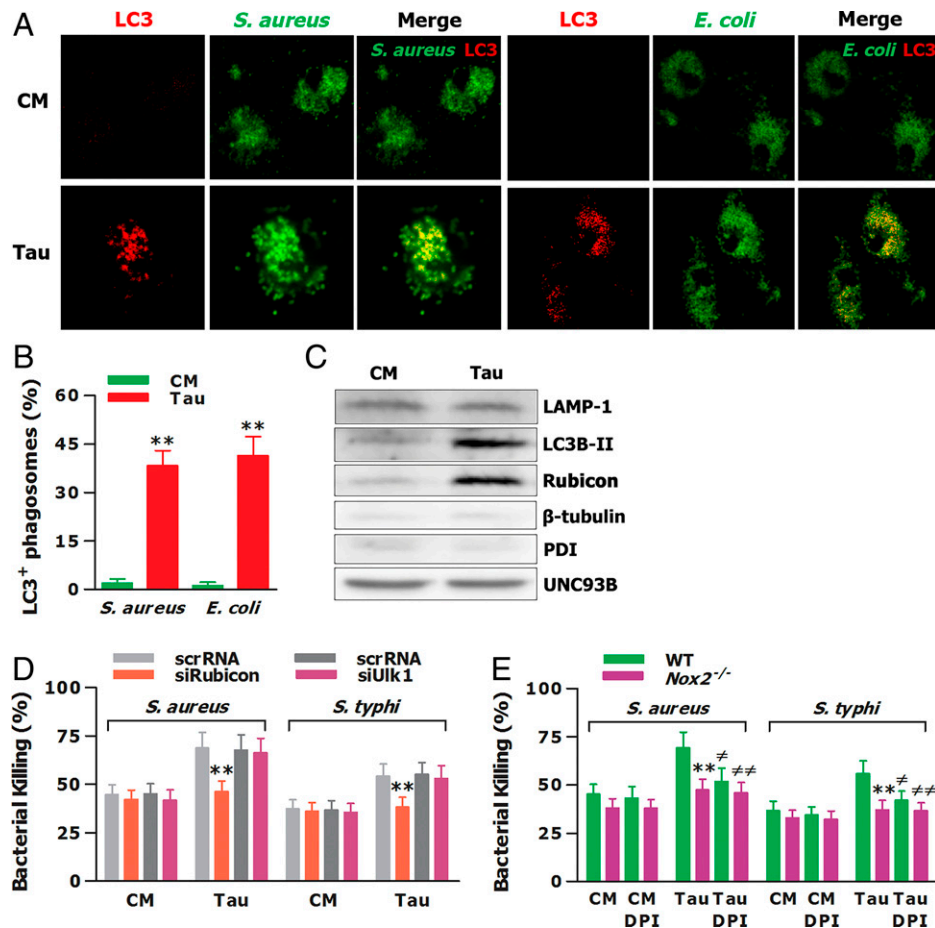 A
LC3 S. aureus Merge LC3 E. coli Merge
S. aureus LC3 E. coli LC3
CM
Tau
B
CM
Tau
LC3+ phagosomes (%)
60
45
30
15
0
** **
S. aureus E. coli
C
CM Tau
LAMP-1
LC3B-II
Rubicon
β-tubulin
PDI
UNC93B
D
scrRNA scrRNA
siRubicon siUlk1
Bacterial Killing (%)
100
75
50
25
0
S. aureus S. typhi
** **
CM Tau CM Tau
E
WT
Nox2-/-
Bacterial Killing (%)
100
75
50
25
0
S. aureus S. typhi
** ≠ ≠≠ ** ≠ ≠≠
CM CM Tau Tau CM CM Tau Tau
DPI DPI DPI DPI